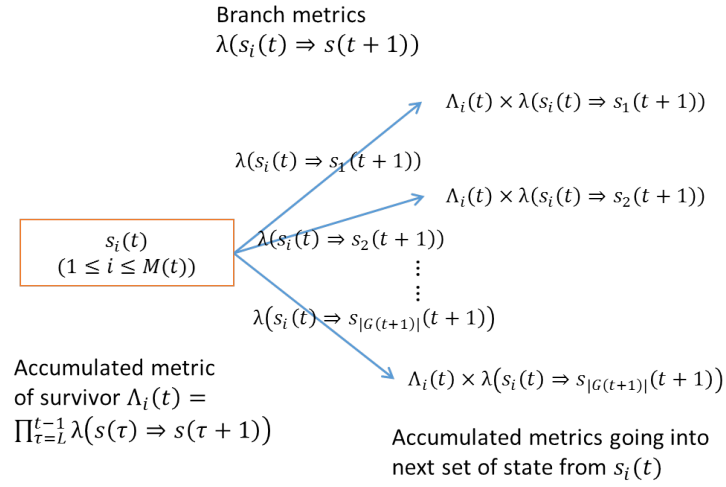 Branch metrics
λ(s_i(t) ⇒ s(t + 1))
Λ_i(t) × λ(s_i(t) ⇒ s_1(t + 1))
λ(s_i(t) ⇒ s_1(t + 1))
Λ_i(t) × λ(s_i(t) ⇒ s_2(t + 1))
s_i(t)
(1 ≤ i ≤ M(t))
λ(s_i(t) ⇒ s_2(t + 1))
⋮
⋮
λ(s_i(t) ⇒ s_{|G(t+1)|}(t + 1))
Λ_i(t) × λ(s_i(t) ⇒ s_{|G(t+1)|}(t + 1))
Accumulated metric
of survivor Λ_i(t) =
∏_{τ=L}^{t−1} λ(s(τ) ⇒ s(τ + 1))
Accumulated metrics going into
next set of state from s_i(t)